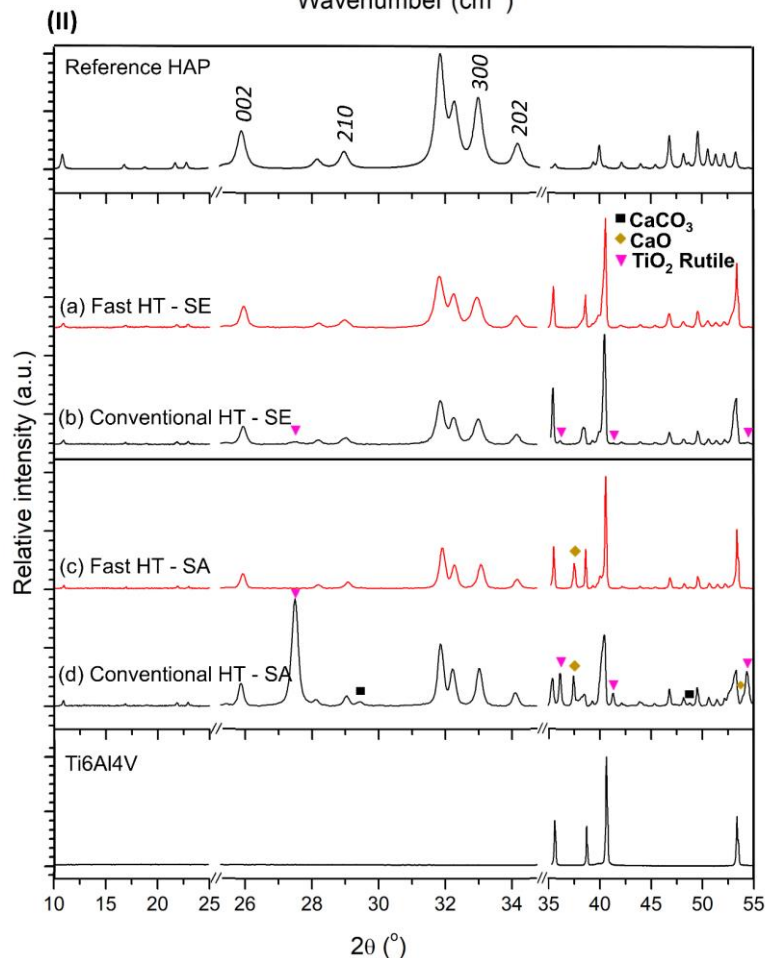 Wavenumber (cm⁻¹)
(II)
Reference HAP
002
210
300
202
CaCO₃
CaO
TiO₂ Rutile
(a) Fast HT - SE
(b) Conventional HT - SE
(c) Fast HT - SA
(d) Conventional HT - SA
Ti6Al4V
Relative intensity (a.u.)
10 15 20 25 26 28 30 32 34 35 40 45 50 55
2θ (°)